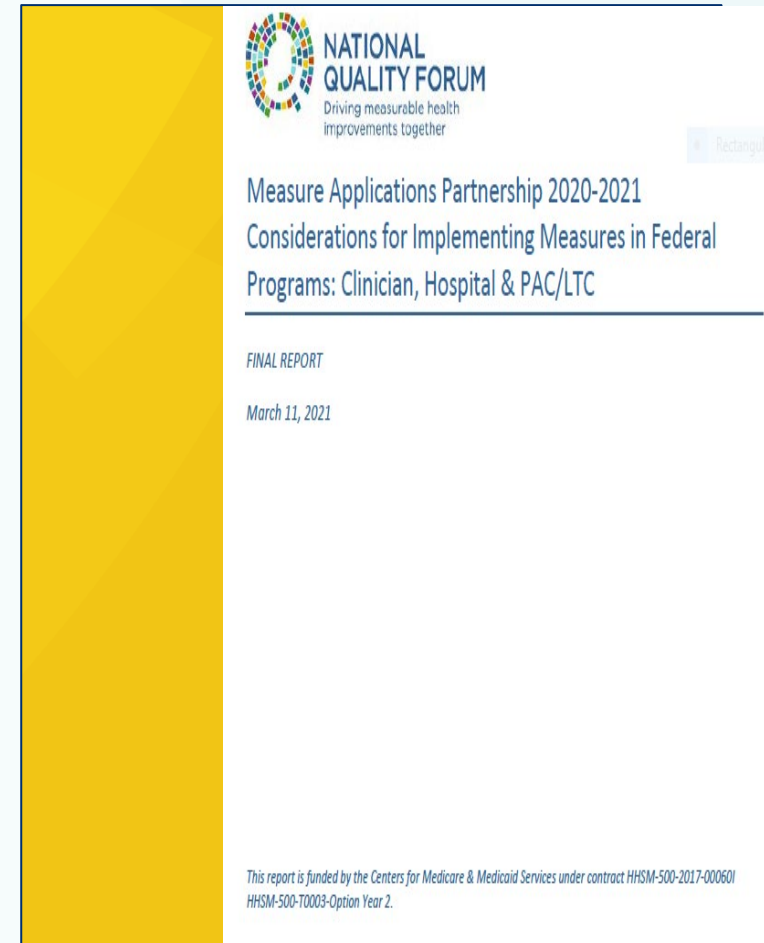 NATIONAL
QUALITY FORUM
Driving measurable health
improvements together
Rectangul
Measure Applications Partnership 2020-2021
Considerations for Implementing Measures in Federal
Programs: Clinician, Hospital & PAC/LTC
FINAL REPORT
March 11, 2021
This report is funded by the Centers for Medicare & Medicaid Services under contract HHSM-500-2017-00060I
HHSM-500-T0003-Option Year 2.